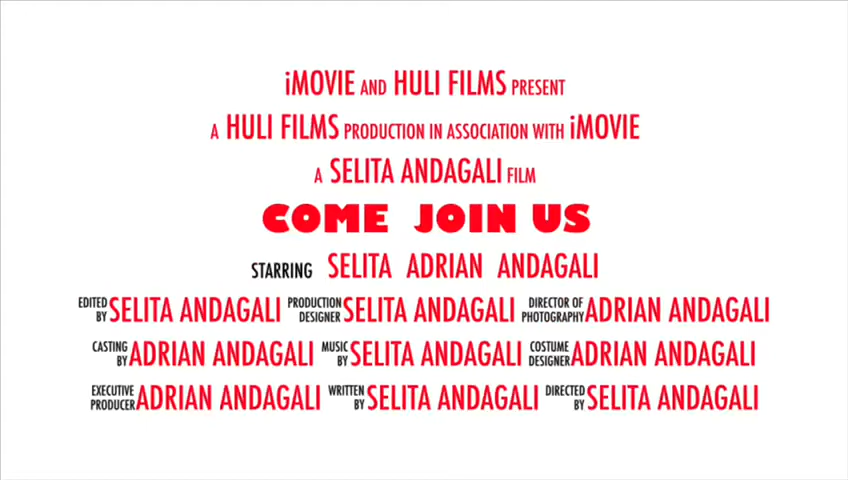 iMOVIE AND HULI FILMS PRESENT
A HULI FILMS PRODUCTION IN ASSOCIATION WITH iMOVIE
A SELITA ANDAGALI FILM
COME JOIN US
STARRING SELITA ADRIAN ANDAGALI
EDITED BY SELITA ANDAGALI PRODUCTION DESIGNER SELITA ANDAGALI DIRECTOR OF PHOTOGRAPHY ADRIAN ANDAGALI
CASTING BY ADRIAN ANDAGALI MUSIC BY SELITA ANDAGALI COSTUME DESIGNER ADRIAN ANDAGALI
EXECUTIVE PRODUCER ADRIAN ANDAGALI WRITTEN BY SELITA ANDAGALI DIRECTED BY SELITA ANDAGALI